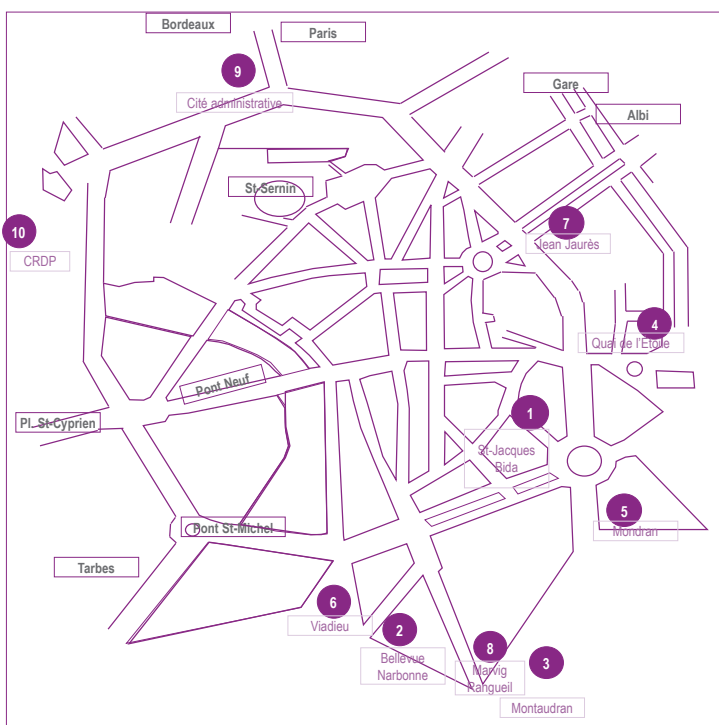 Bordeaux
Paris
9
Cité administrative
Gare
Albi
St-Sernin
10
CRDP
7
Jean Jaurès
4
Quai de l'Etoile
Pont Neuf
1
St-Jacques
Bida
Pl. St-Cyprien
5
Mondran
Pont St-Michel
Tarbes
6
Viadieu
2
Bellevue
Narbonne
8
Marvig
Rangueil
3
Montaudran